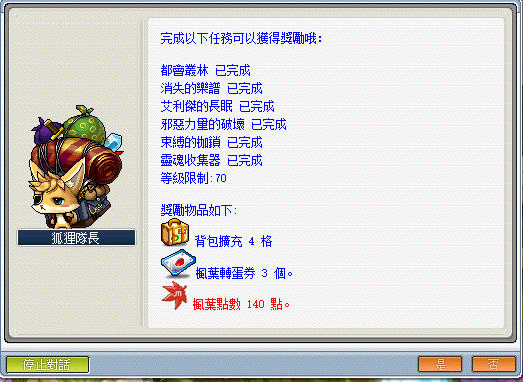 完成以下任務可以獲得獎勵哦:
都會叢林 已完成
消失的樂譜 已完成
艾利傑的長眠 已完成
邪惡力量的破壞 已完成
束縛的枷鎖 已完成
靈魂收集器 已完成
等級限制:70
獎勵物品如下:
背包擴充 4 格
楓葉轉蛋券 3 個。
楓葉點數 140 點。
狐狸隊長
停止對話
是
否